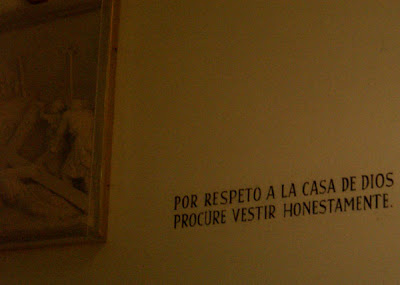 POR RESPETO A LA CASA DE DIOS
PROCURE VESTIR HONESTAMENTE.